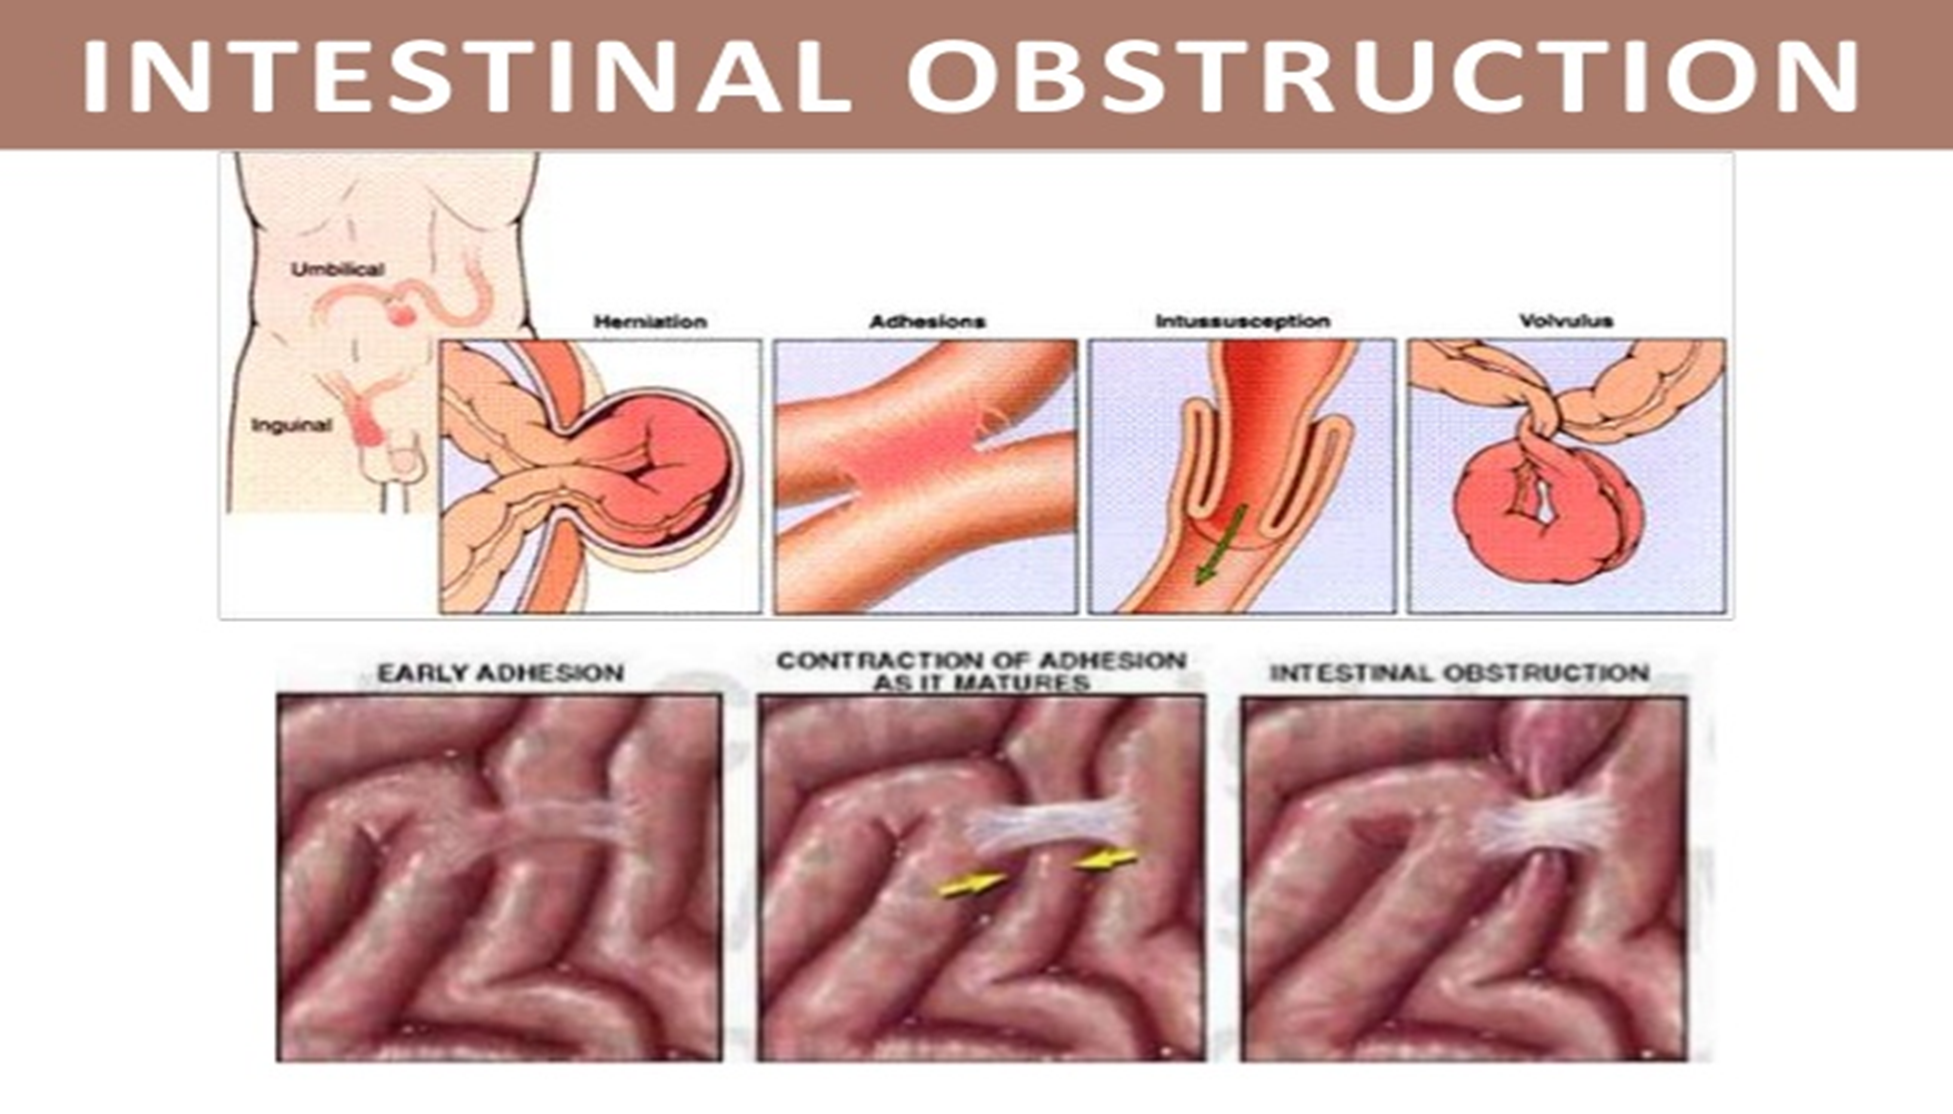 INTESTINAL OBSTRUCTION
Umbilical
Inguinal
Herniation
Adhesions
Intussusception
Volvulus
EARLY ADHESION
CONTRACTION OF ADHESION
AS IT MATURES
INTESTINAL OBSTRUCTION